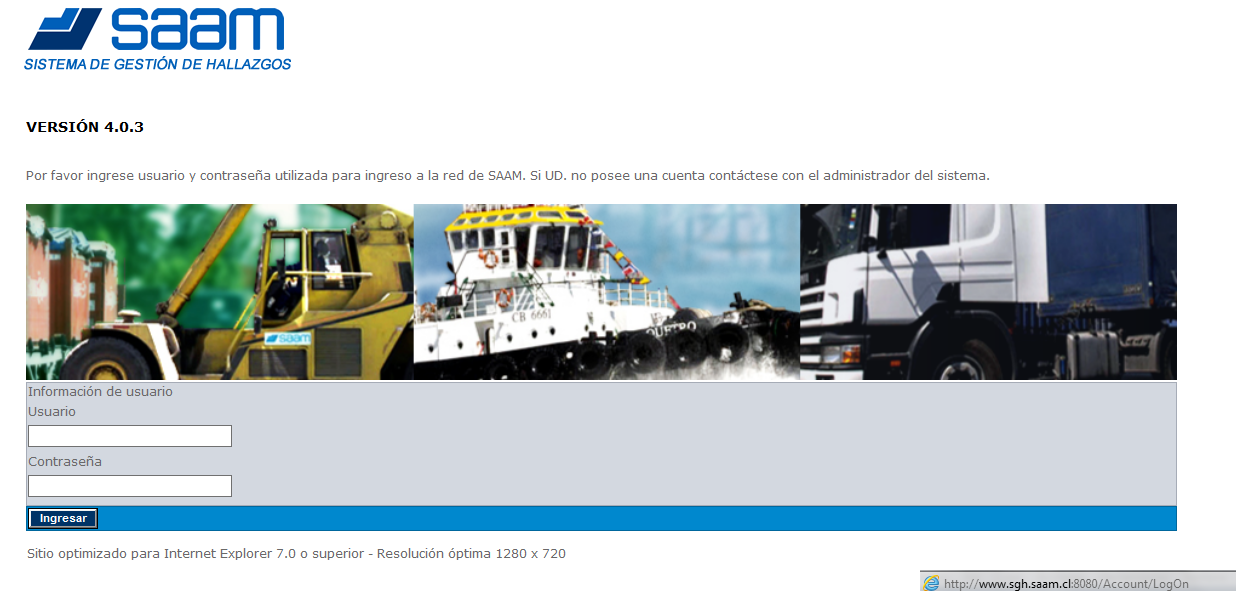 saam
SISTEMA DE GESTIÓN DE HALLAZGOS
VERSIÓN 4.0.3
Por favor ingrese usuario y contraseña utilizada para ingreso a la red de SAAM. Si UD. no posee una cuenta contáctese con el administrador del sistema.
saam
CB 6661
QUETRO
Información de usuario
Usuario
Contraseña
Ingresar
Sitio optimizado para Internet Explorer 7.0 o superior - Resolución óptima 1280 x 720
http://www.sgh.saam.cl:8080/Account/LogOn